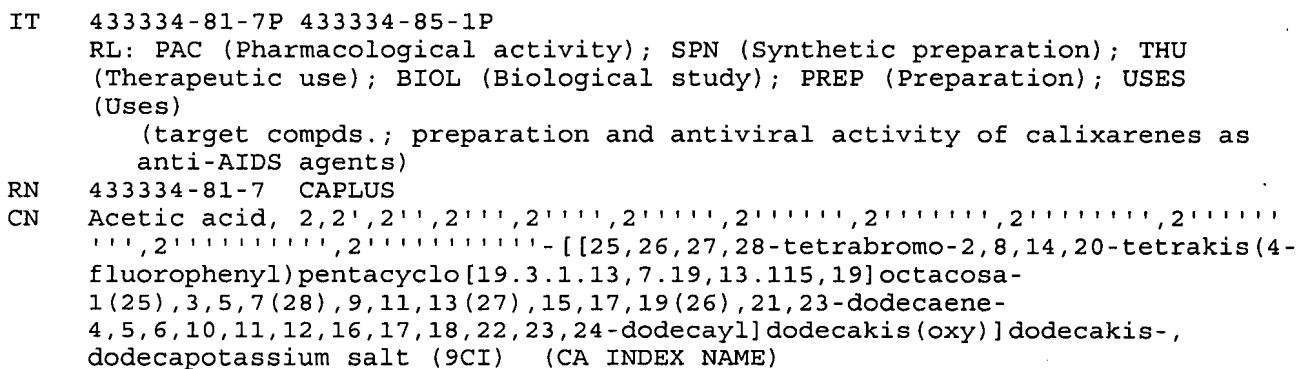 IT 433334-81-7P 433334-85-1P
RL: PAC (Pharmacological activity); SPN (Synthetic preparation); THU
(Therapeutic use); BIOL (Biological study); PREP (Preparation); USES
(Uses)
(target compds.; preparation and antiviral activity of calixarenes as
anti-AIDS agents)
RN 433334-81-7 CAPLUS
CN Acetic acid, 2,2',2'',2''',2'''',2''''',2'''''',2''''''',2'''''''',2''''''
''',2'''''''''',2'''''''''''-[[25,26,27,28-tetrabromo-2,8,14,20-tetrakis(4-
fluorophenyl)pentacyclo[19.3.1.13,7.19,13.115,19]octacosa-
1(25),3,5,7(28),9,11,13(27),15,17,19(26),21,23-dodecaene-
4,5,6,10,11,12,16,17,18,22,23,24-dodecayl]dodecakis(oxy)]dodecakis-,
dodecapotassium salt (9CI) (CA INDEX NAME)